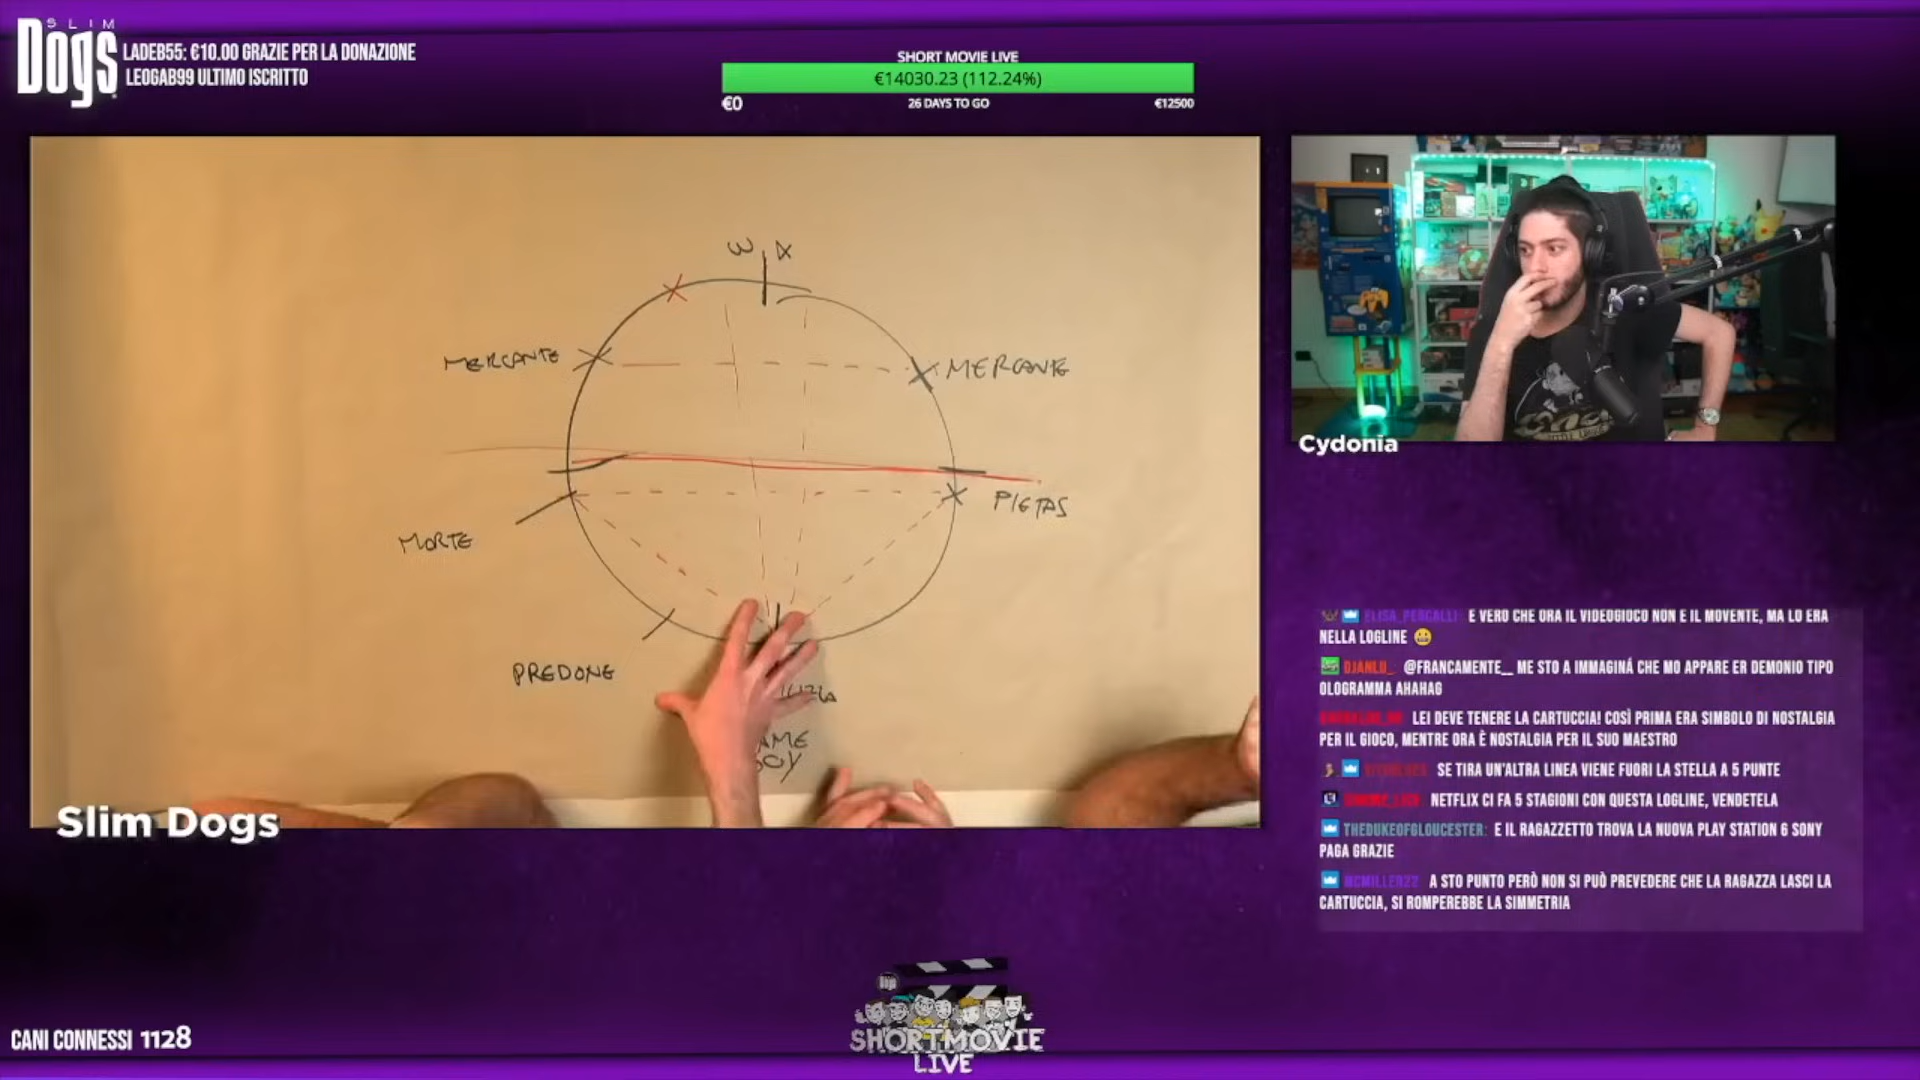 SLIM
Dogs
LADEB55: €10.00 GRAZIE PER LA DONAZIONE
LEOGAB99 ULTIMO ISCRITTO
SHORT MOVIE LIVE
€14030.23 (112.24%)
€0
26 DAYS TO GO
€12500
MERCANTE
MERCANTE
MORTE
PIETAS
PREDONE
Slim Dogs
Cydonia
È VERO CHE ORA IL VIDEOGIOCO NON È IL MOVENTE, MA LO ERA
NELLA LOGLINE
DJANLU_: @FRANCAMENTE__ ME STO A IMMAGINÁ CHE MO APPARE ER DEMONIO TIPO
OLOGRAMMA AHAHAG
LEI DEVE TENERE LA CARTUCCIA! COSÌ PRIMA ERA SIMBOLO DI NOSTALGIA
PER IL GIOCO, MENTRE ORA È NOSTALGIA PER IL SUO MAESTRO
SE TIRA UN'ALTRA LINEA VIENE FUORI LA STELLA A 5 PUNTE
NETFLIX CI FA 5 STAGIONI CON QUESTA LOGLINE, VENDETELA
THEDUKEOFGLOUCESTER: E IL RAGAZZETTO TROVA LA NUOVA PLAY STATION 6 SONY
PAGA GRAZIE
MCMILLER22: A STO PUNTO PERÒ NON SI PUÒ PREVEDERE CHE LA RAGAZZA LASCI LA
CARTUCCIA, SI ROMPEREBBE LA SIMMETRIA
SHORTMOVIE
LIVE
CANI CONNESSI 1128